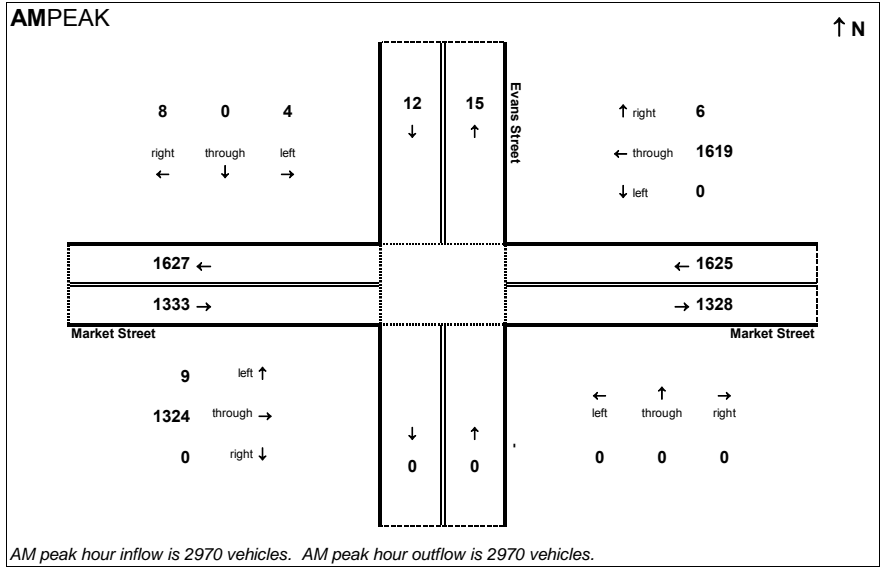 AMPEAK
↑ N
8 0 4
right through left
← ↓ →
12 15
↓ ↑
Evans Street
↑ right 6
← through 1619
↓ left 0
1627 ←
1333 →
← 1625
→ 1328
Market Street
Market Street
9 left ↑
1324 through →
0 right ↓
↓ ↑
0 0
← ↑ →
left through right
0 0 0
AM peak hour inflow is 2970 vehicles. AM peak hour outflow is 2970 vehicles.